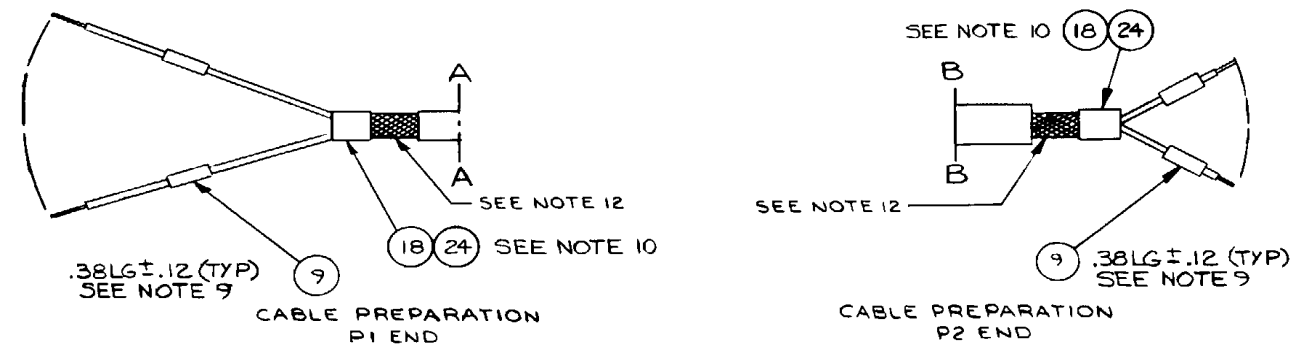 A
A
SEE NOTE 12
18 24 SEE NOTE 10
9
.38LG±.12 (TYP)
SEE NOTE 9
CABLE PREPARATION
P1 END
SEE NOTE 10 18 24
B
B
SEE NOTE 12
9
.38LG±.12 (TYP)
SEE NOTE 9
CABLE PREPARATION
P2 END